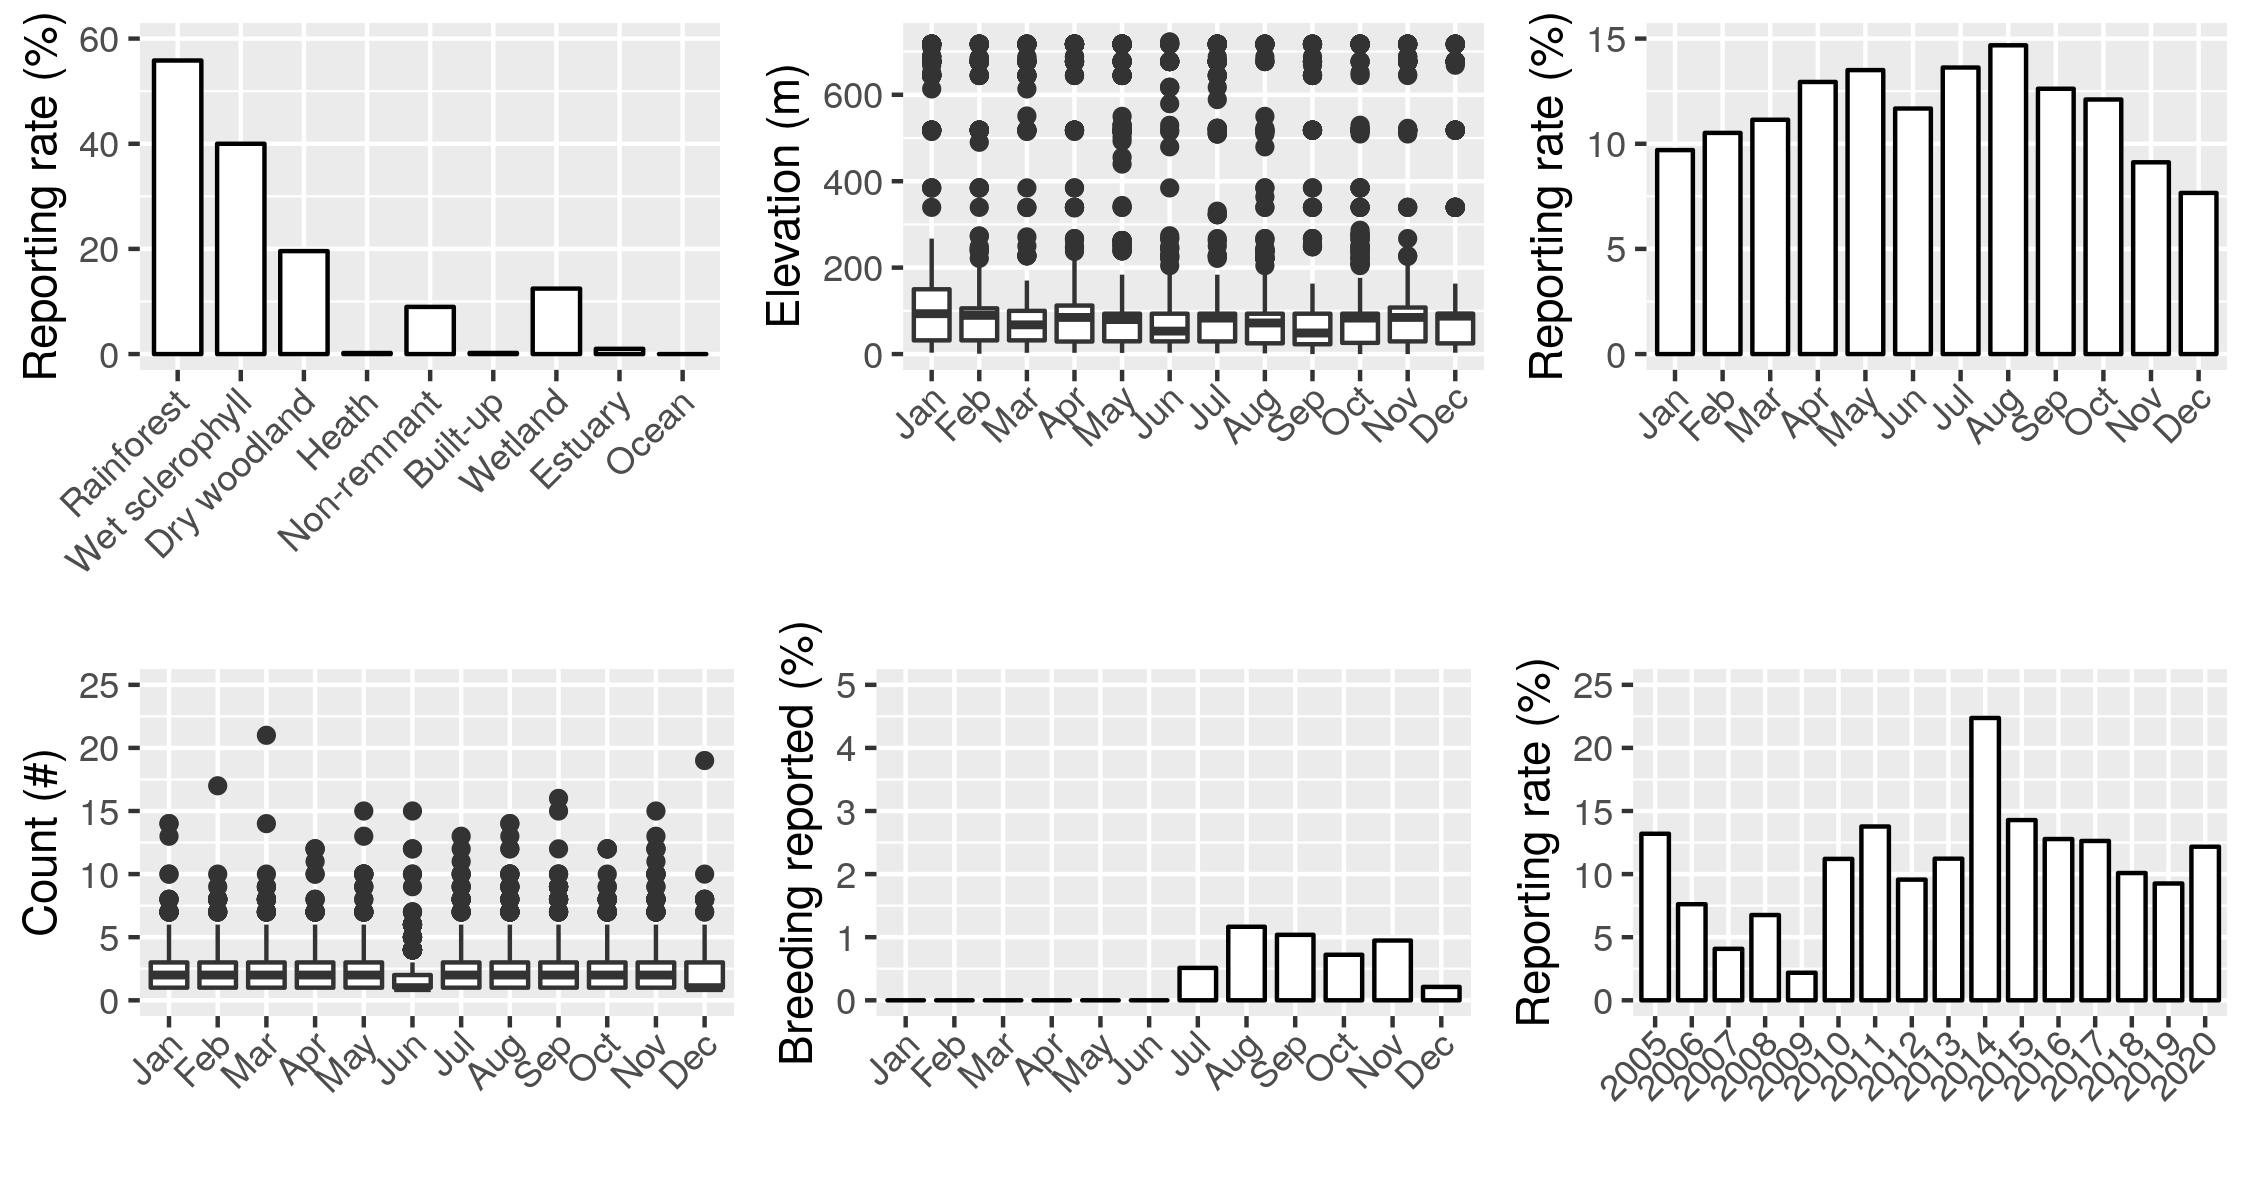 Reporting rate (%)
60
40
20
0
Rainforest
Wet sclerophyll
Dry woodland
Heath
Non-remnant
Built-up
Wetland
Estuary
Ocean
Elevation (m)
600
400
200
0
Jan
Feb
Mar
Apr
May
Jun
Jul
Aug
Sep
Oct
Nov
Dec
Reporting rate (%)
15
10
5
0
Jan
Feb
Mar
Apr
May
Jun
Jul
Aug
Sep
Oct
Nov
Dec
Count (#)
25
20
15
10
5
0
Jan
Feb
Mar
Apr
May
Jun
Jul
Aug
Sep
Oct
Nov
Dec
Breeding reported (%)
5
4
3
2
1
0
Jan
Feb
Mar
Apr
May
Jun
Jul
Aug
Sep
Oct
Nov
Dec
Reporting rate (%)
25
20
15
10
5
0
2005
2006
2007
2008
2009
2010
2011
2012
2013
2014
2015
2016
2017
2018
2019
2020